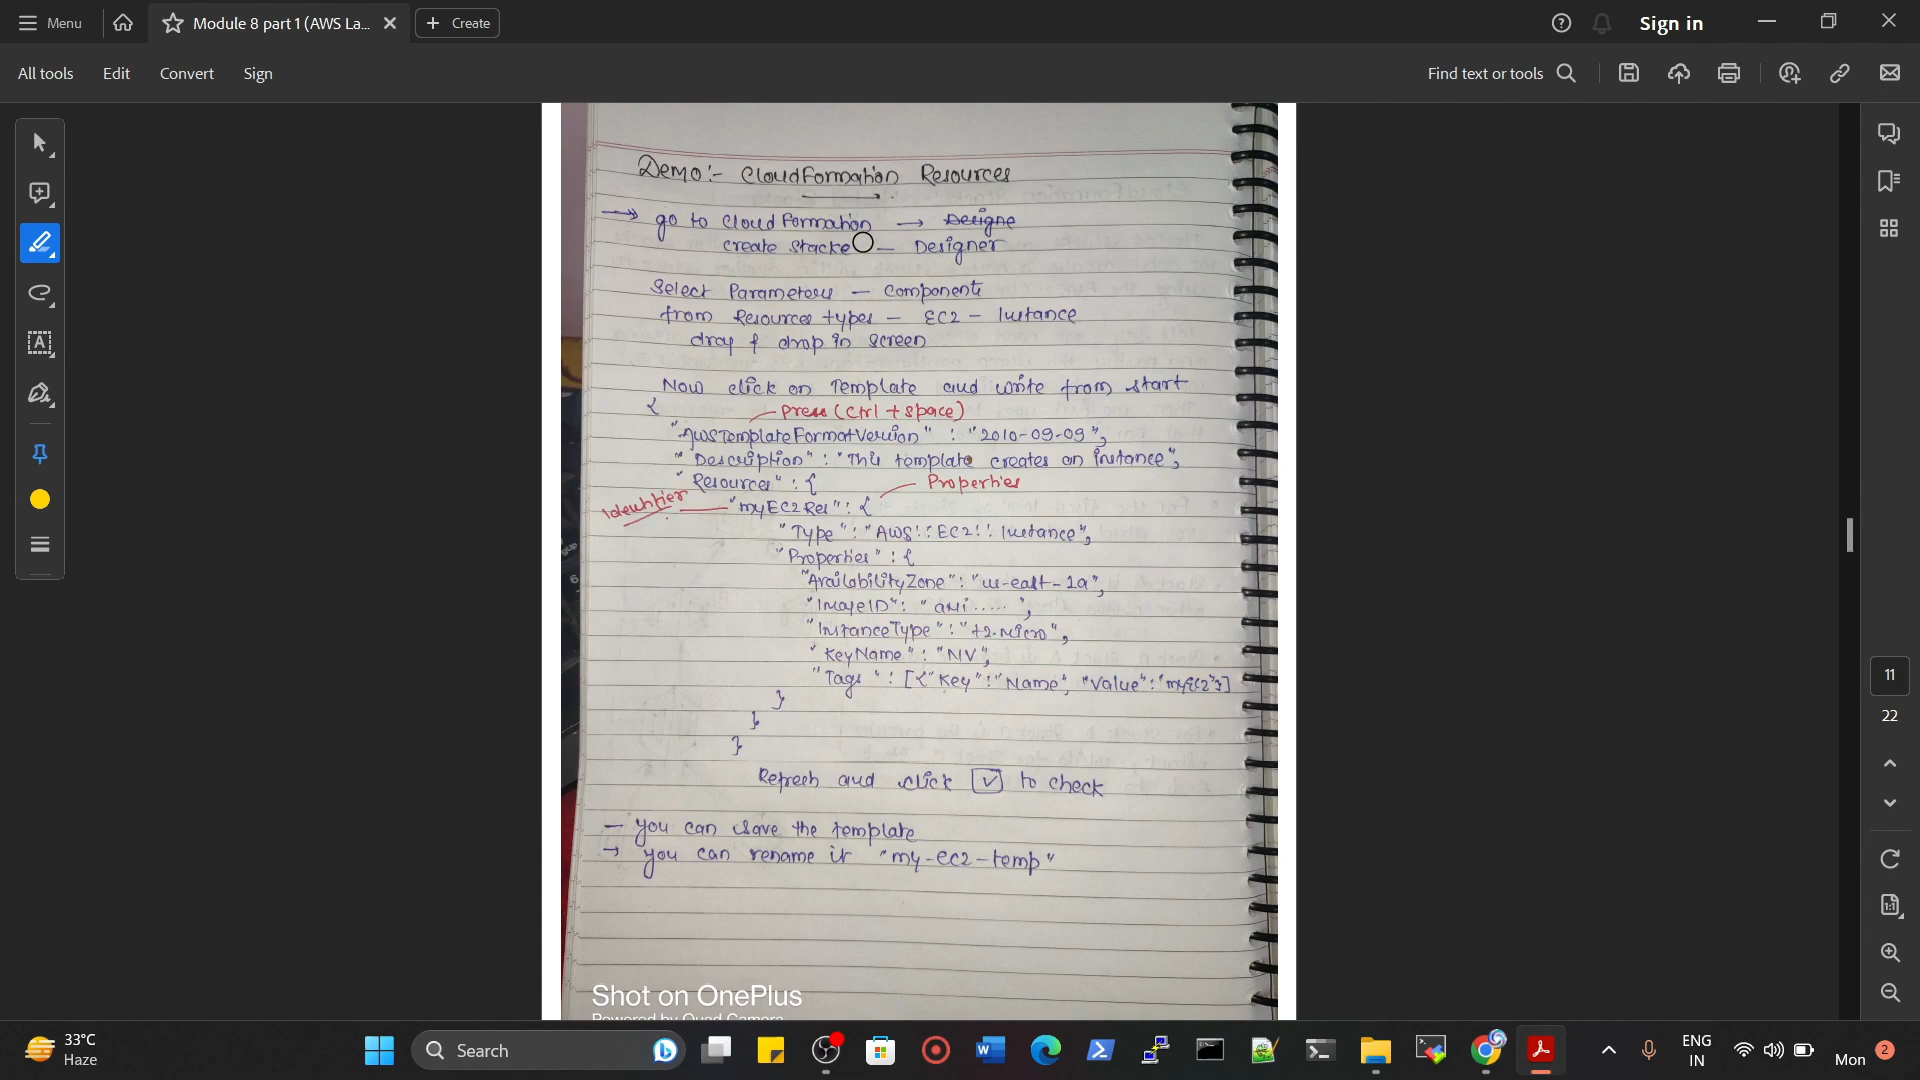 Menu
Module 8 part 1 (AWS La...
Create
Sign in
All tools
Edit
Convert
Sign
Find text or tools
Demo:- CloudFormation Resources
go to CloudFormation → Designe
create stacke — Designer
Select Parameters — components
from Resources types — EC2 — Instance
drag & drop in screen
Now click on Template and write from start
{ press (ctrl + space)
"AWSTemplateFormatVersion" : "2010-09-09",
"Description" : "This template creates an instance",
"Resources" : { Properties
Identifier "myEC2Res" : {
"Type" : "AWS::EC2::Instance",
"Properties" : {
"AvailabilityZone" : "us-east-1a",
"ImageID" : "ami.....",
"InstanceType" : "t2.micro",
"KeyName" : "NV",
"Tags" : [{"Key":"Name", "Value":"myEC2"}]
}
}
}
Refresh and click ✓ to check
— you can save the template
→ you can rename it "my-ec2-temp"
Shot on OnePlus
Powered by Quad Camera
11
22
33°C
Haze
Search
ENG
IN
Mon
2